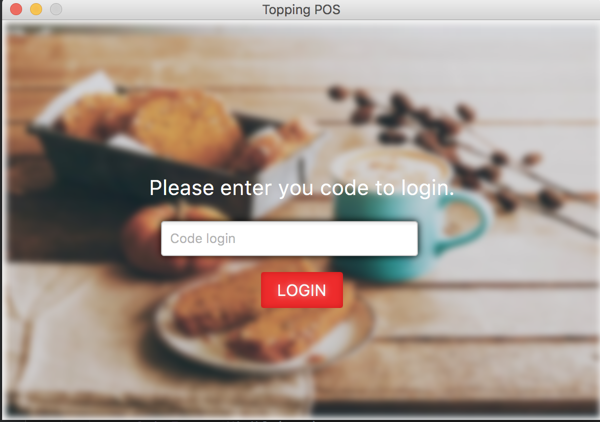 Topping POS
Please enter you code to login.
Code login
LOGIN